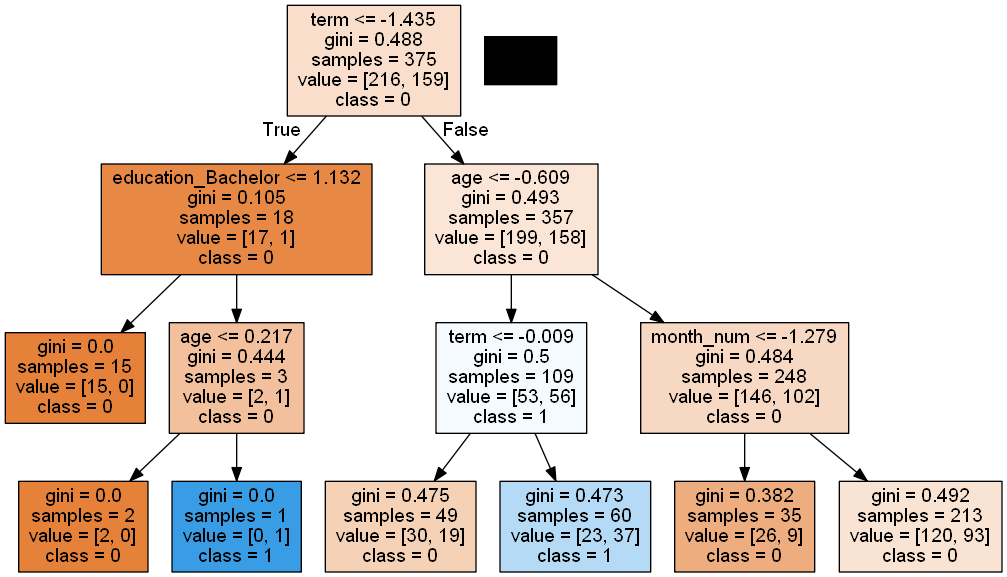 term <= -1.435
gini = 0.488
samples = 375
value = [216, 159]
class = 0
True
False
education_Bachelor <= 1.132
gini = 0.105
samples = 18
value = [17, 1]
class = 0
age <= -0.609
gini = 0.493
samples = 357
value = [199, 158]
class = 0
gini = 0.0
samples = 15
value = [15, 0]
class = 0
age <= 0.217
gini = 0.444
samples = 3
value = [2, 1]
class = 0
term <= -0.009
gini = 0.5
samples = 109
value = [53, 56]
class = 1
month_num <= -1.279
gini = 0.484
samples = 248
value = [146, 102]
class = 0
gini = 0.0
samples = 2
value = [2, 0]
class = 0
gini = 0.0
samples = 1
value = [0, 1]
class = 1
gini = 0.475
samples = 49
value = [30, 19]
class = 0
gini = 0.473
samples = 60
value = [23, 37]
class = 1
gini = 0.382
samples = 35
value = [26, 9]
class = 0
gini = 0.492
samples = 213
value = [120, 93]
class = 0